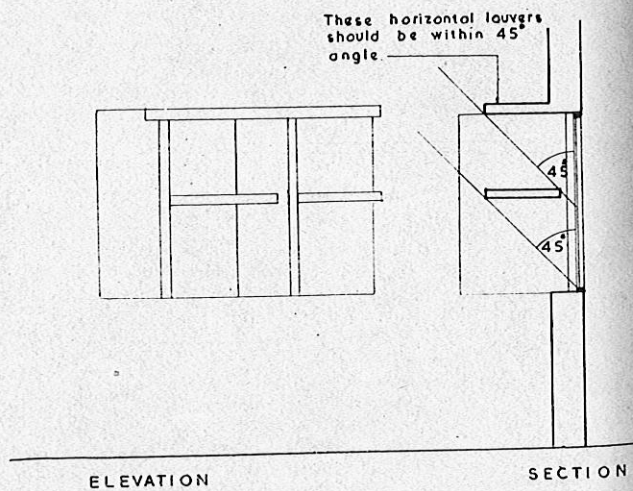 These horizontal louvers
should be within 45°
angle.
45°
45°
ELEVATION
SECTION